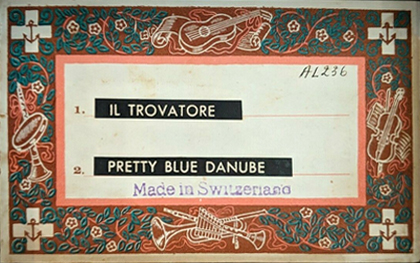 AL236
1. IL TROVATORE
2. PRETTY BLUE DANUBE
Made in Switzerland